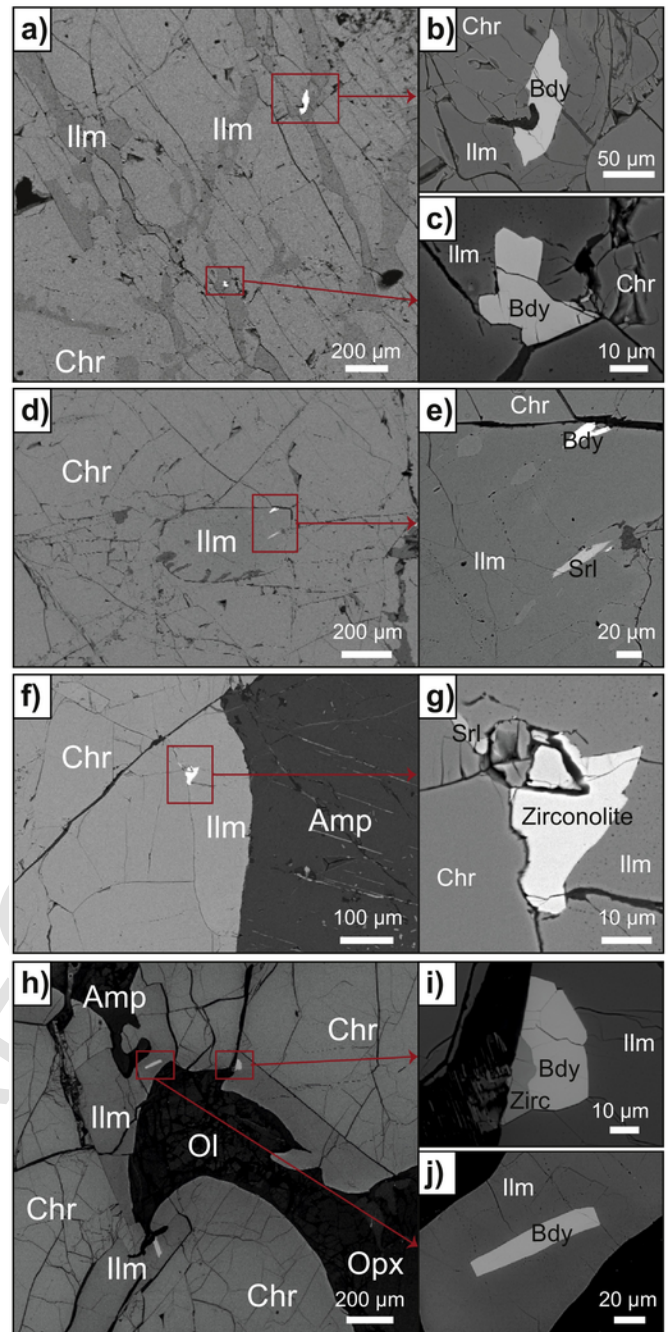 a)
Ilm
Ilm
Chr
200 µm
b)
Chr
Bdy
Ilm
50 µm
c)
Ilm
Chr
Bdy
10 µm
d)
Chr
Ilm
200 µm
e)
Chr
Bdy
Ilm
Srl
20 µm
f)
Chr
Ilm
Amp
100 µm
g)
Srl
Zirconolite
Chr
Ilm
10 µm
h)
Amp
Chr
Ilm
Ol
Chr
Ilm
Opx
Chr
200 µm
i)
Ilm
Bdy
Zirc
10 µm
j)
Ilm
Bdy
20 µm